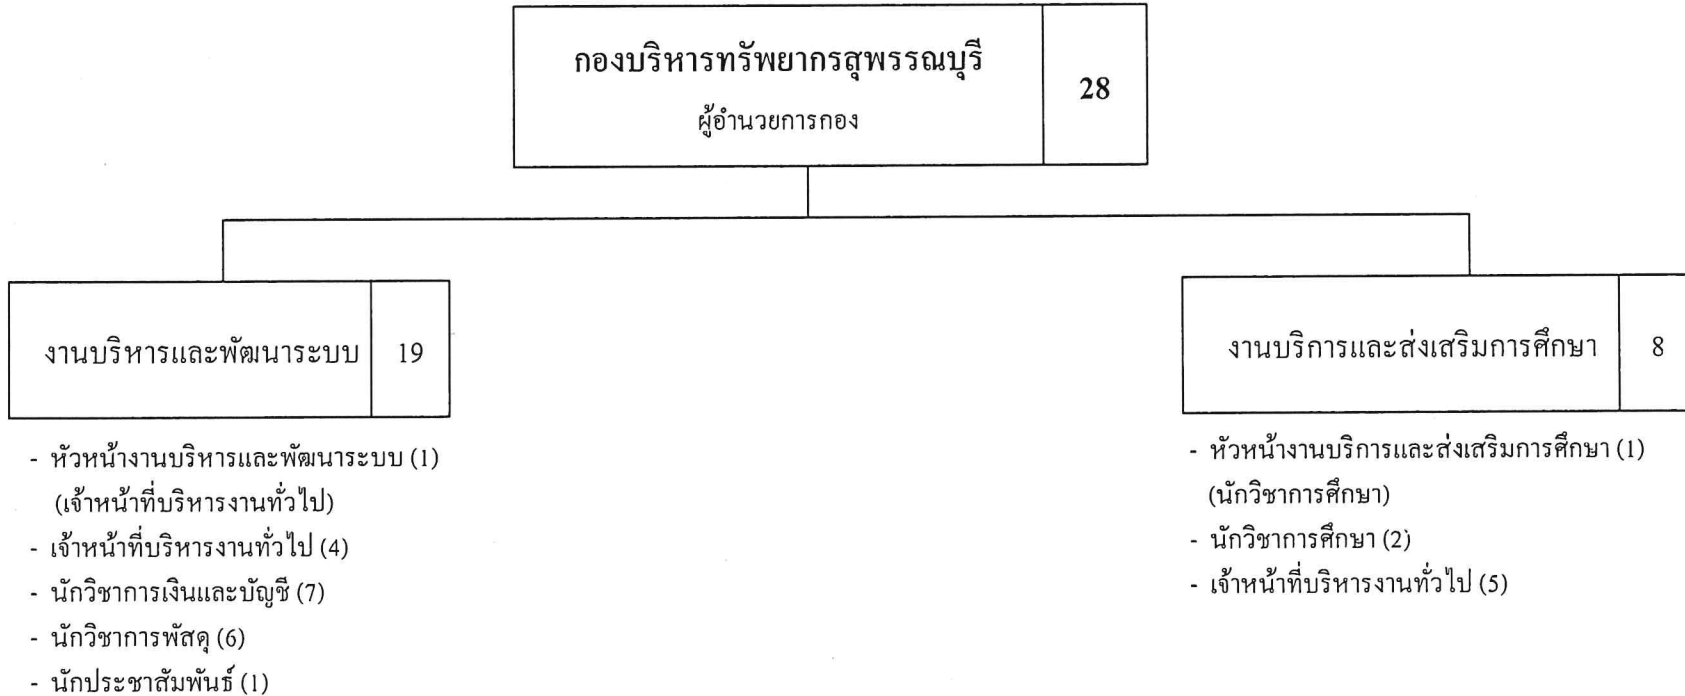 กองบริหารทรัพยากรสุพรรณบุรี
ผู้อำนวยการกอง
28
งานบริหารและพัฒนาระบบ
19
- หัวหน้างานบริหารและพัฒนาระบบ (1)
(เจ้าหน้าที่บริหารงานทั่วไป)
- เจ้าหน้าที่บริหารงานทั่วไป (4)
- นักวิชาการเงินและบัญชี (7)
- นักวิชาการพัสดุ (6)
- นักประชาสัมพันธ์ (1)
งานบริการและส่งเสริมการศึกษา
8
- หัวหน้างานบริการและส่งเสริมการศึกษา (1)
(นักวิชาการศึกษา)
- นักวิชาการศึกษา (2)
- เจ้าหน้าที่บริหารงานทั่วไป (5)